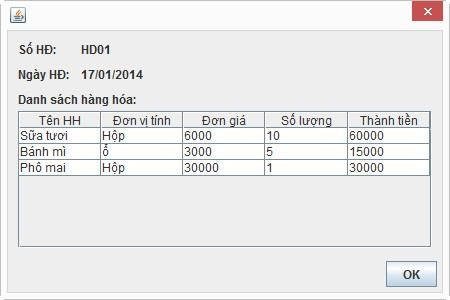 Số HĐ: HD01
Ngày HĐ: 17/01/2014
Danh sách hàng hóa:
Tên HH Đơn vị tính Đơn giá Số lượng Thành tiền
Sữa tươi Hộp 6000 10 60000
Bánh mì ổ 3000 5 15000
Phô mai Hộp 30000 1 30000
OK